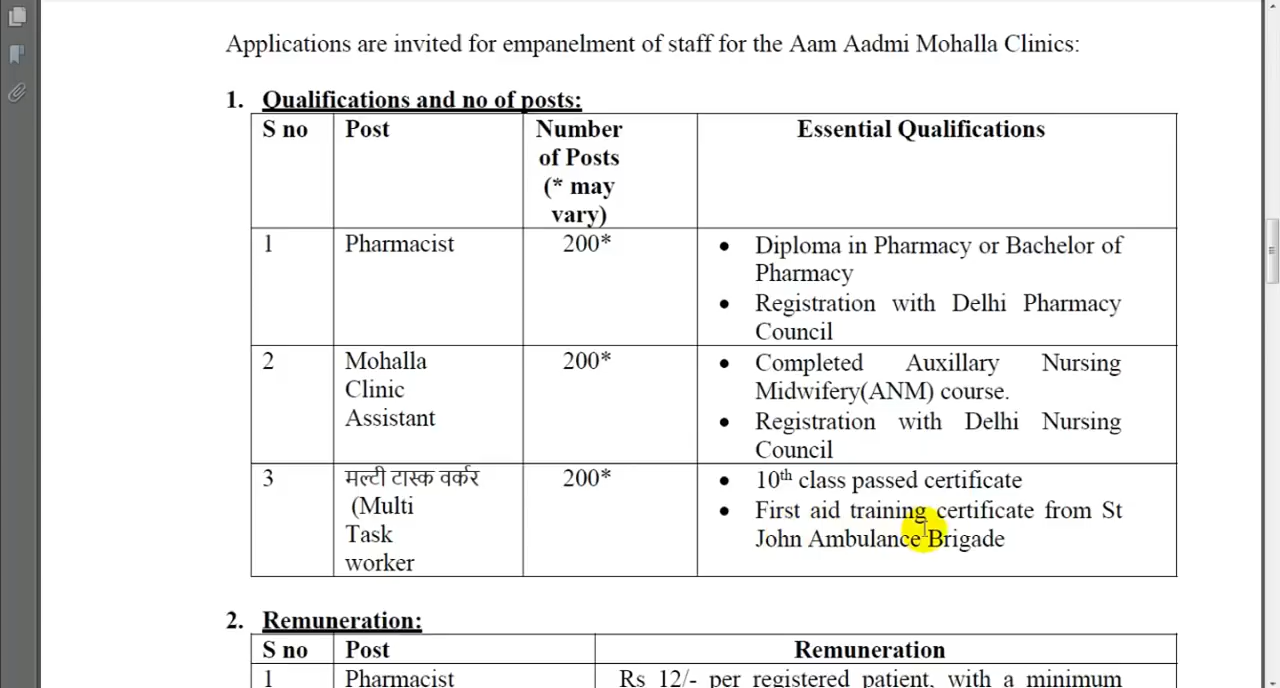 Applications are invited for empanelment of staff for the Aam Aadmi Mohalla Clinics:
1. Qualifications and no of posts:
S no Post Number of Posts (* may vary) Essential Qualifications
1 Pharmacist 200* • Diploma in Pharmacy or Bachelor of
Pharmacy
• Registration with Delhi Pharmacy
Council
2 Mohalla 200* • Completed Auxillary Nursing
Clinic Midwifery(ANM) course.
Assistant • Registration with Delhi Nursing
Council
3 मल्टी टास्क वर्कर 200* • 10th class passed certificate
(Multi • First aid training certificate from St
Task John Ambulance Brigade
worker
2. Remuneration:
S no Post Remuneration
1 Pharmacist Rs 12/- per registered patient, with a minimum